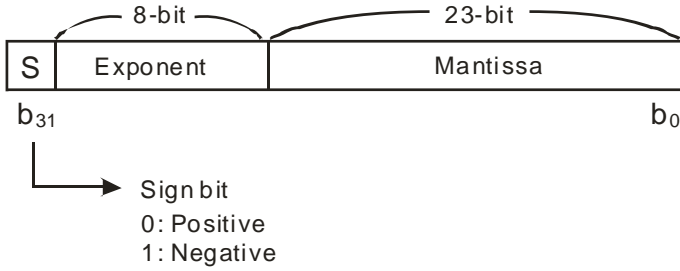 8-bit 23-bit
S Exponent Mantissa
b31 b0
Sign bit
0: Positive
1: Negative